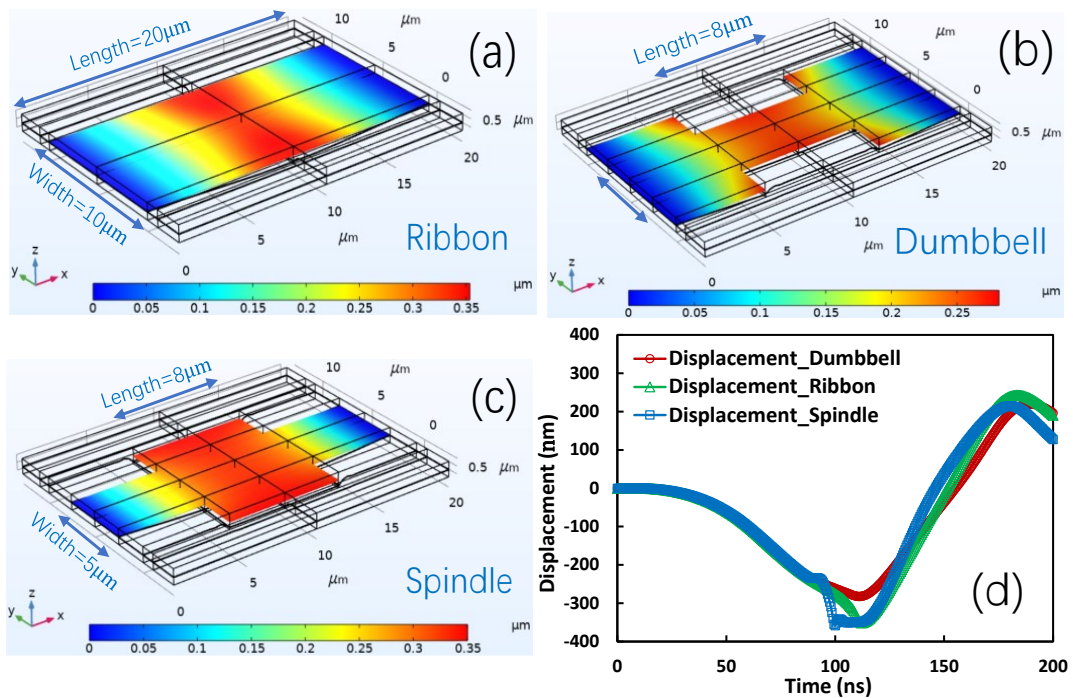 (a)
Length=20μm
Width=10μm
10
5
0
0.5
μm
μm
20
15
10
μm
5
0
Ribbon
z
y
x
μm
0 0.05 0.1 0.15 0.2 0.25 0.3 0.35
(b)
Length=8μm
10
5
0
0.5
μm
μm
20
15
10
μm
5
0
Dumbbell
z
y
x
μm
0 0.05 0.1 0.15 0.2 0.25
(c)
Length=8μm
Width=5μm
10
5
0
0.5
μm
μm
20
15
10
μm
5
0
Spindle
z
y
x
μm
0 0.05 0.1 0.15 0.2 0.25 0.3 0.35
400
300
200
100
0
-100
-200
-300
-400
Displacement (nm)
Displacement_Dumbbell
Displacement_Ribbon
Displacement_Spindle
(d)
0 50 100 150 200
Time (ns)